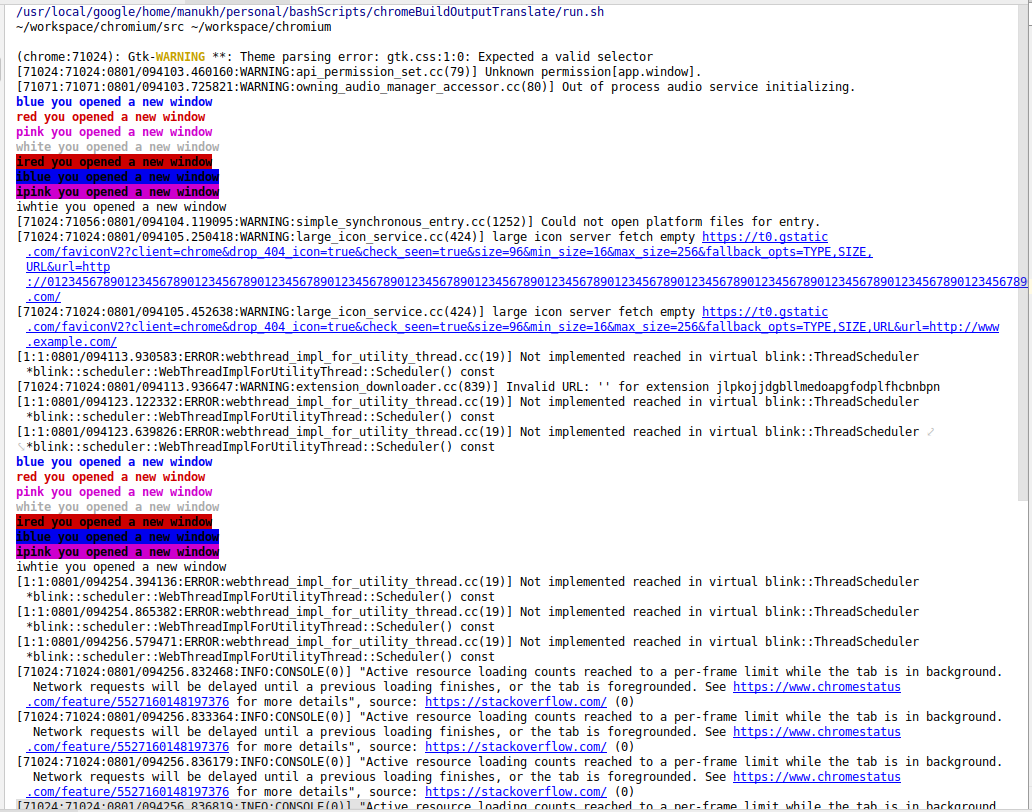 /usr/local/google/home/manukh/personal/bashScripts/chromeBuildOutputTranslate/run.sh
~/workspace/chromium/src ~/workspace/chromium
(chrome:71024): Gtk-WARNING **: Theme parsing error: gtk.css:1:0: Expected a valid selector
[71024:71024:0801/094103.460160:WARNING:api_permission_set.cc(79)] Unknown permission[app.window].
[71071:71071:0801/094103.725821:WARNING:owning_audio_manager_accessor.cc(80)] Out of process audio service initializing.
blue you opened a new window
red you opened a new window
pink you opened a new window
white you opened a new window
ired you opened a new window
iblue you opened a new window
ipink you opened a new window
iwhtie you opened a new window
[71024:71056:0801/094104.119095:WARNING:simple_synchronous_entry.cc(1252)] Could not open platform files for entry.
[71024:71024:0801/094105.250418:WARNING:large_icon_service.cc(424)] large icon server fetch empty https://t0.gstatic
.com/faviconV2?client=chrome&drop_404_icon=true&check_seen=true&size=96&min_size=16&max_size=256&fallback_opts=TYPE,SIZE,
URL&url=http
://01234567890123456789012345678901234567890123456789012345678901234567890123456789012345678901234567890123456789012345678901234567890123456789
.com/
[71024:71024:0801/094105.452638:WARNING:large_icon_service.cc(424)] large icon server fetch empty https://t0.gstatic
.com/faviconV2?client=chrome&drop_404_icon=true&check_seen=true&size=96&min_size=16&max_size=256&fallback_opts=TYPE,SIZE,URL&url=http://www
.example.com/
[1:1:0801/094113.930583:ERROR:webthread_impl_for_utility_thread.cc(19)] Not implemented reached in virtual blink::ThreadScheduler
*blink::scheduler::WebThreadImplForUtilityThread::Scheduler() const
[71024:71024:0801/094113.936647:WARNING:extension_downloader.cc(839)] Invalid URL: '' for extension jlpkojjdgbllmedoapgfodplfhcbnbpn
[1:1:0801/094123.122332:ERROR:webthread_impl_for_utility_thread.cc(19)] Not implemented reached in virtual blink::ThreadScheduler
*blink::scheduler::WebThreadImplForUtilityThread::Scheduler() const
[1:1:0801/094123.639826:ERROR:webthread_impl_for_utility_thread.cc(19)] Not implemented reached in virtual blink::ThreadScheduler
*blink::scheduler::WebThreadImplForUtilityThread::Scheduler() const
blue you opened a new window
red you opened a new window
pink you opened a new window
white you opened a new window
ired you opened a new window
iblue you opened a new window
ipink you opened a new window
iwhtie you opened a new window
[1:1:0801/094254.394136:ERROR:webthread_impl_for_utility_thread.cc(19)] Not implemented reached in virtual blink::ThreadScheduler
*blink::scheduler::WebThreadImplForUtilityThread::Scheduler() const
[1:1:0801/094254.865382:ERROR:webthread_impl_for_utility_thread.cc(19)] Not implemented reached in virtual blink::ThreadScheduler
*blink::scheduler::WebThreadImplForUtilityThread::Scheduler() const
[1:1:0801/094256.579471:ERROR:webthread_impl_for_utility_thread.cc(19)] Not implemented reached in virtual blink::ThreadScheduler
*blink::scheduler::WebThreadImplForUtilityThread::Scheduler() const
[71024:71024:0801/094256.832468:INFO:CONSOLE(0)] "Active resource loading counts reached to a per-frame limit while the tab is in background.
Network requests will be delayed until a previous loading finishes, or the tab is foregrounded. See https://www.chromestatus
.com/feature/5527160148197376 for more details", source: https://stackoverflow.com/ (0)
[71024:71024:0801/094256.833364:INFO:CONSOLE(0)] "Active resource loading counts reached to a per-frame limit while the tab is in background.
Network requests will be delayed until a previous loading finishes, or the tab is foregrounded. See https://www.chromestatus
.com/feature/5527160148197376 for more details", source: https://stackoverflow.com/ (0)
[71024:71024:0801/094256.836179:INFO:CONSOLE(0)] "Active resource loading counts reached to a per-frame limit while the tab is in background.
Network requests will be delayed until a previous loading finishes, or the tab is foregrounded. See https://www.chromestatus
.com/feature/5527160148197376 for more details", source: https://stackoverflow.com/ (0)
[71024:71024:0801/094256.836819:INFO:CONSOLE(0)] "Active resource loading counts reached to a per-frame limit while the tab is in background.